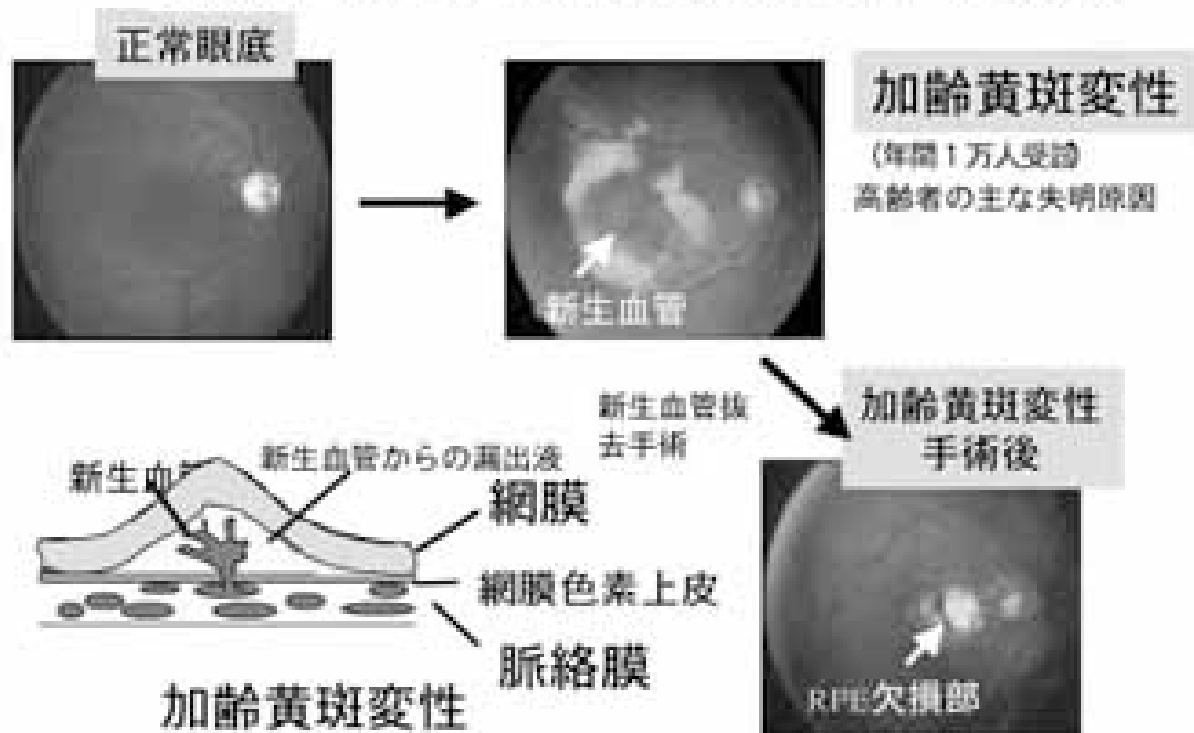 正常眼底
加齢黄斑変性
(年間1万人受診)
高齢者の主な失明原因
新生血管
新生血管抜
去手術
加齢黄斑変性
手術後
新生血管
新生血管からの漏出液
網膜
網膜色素上皮
脈絡膜
加齢黄斑変性
RPE欠損部